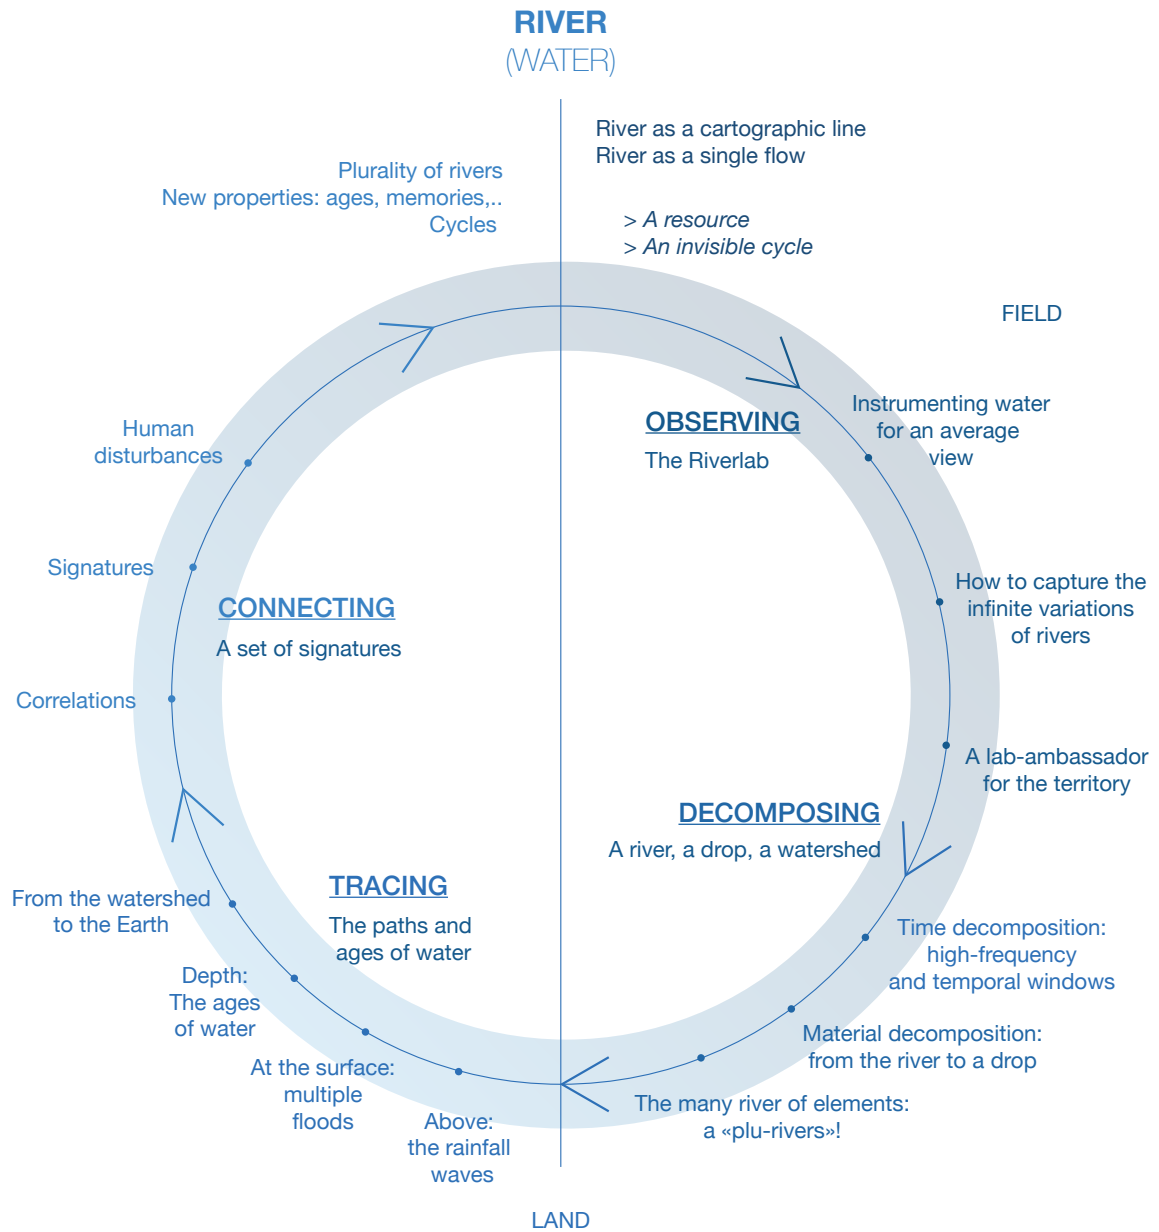 RIVER
(WATER)
River as a cartographic line
River as a single flow
> A resource
> An invisible cycle
Plurality of rivers
New properties: ages, memories,..
Cycles
FIELD
OBSERVING
The Riverlab
Instrumenting water
for an average
view
How to capture the
infinite variations
of rivers
A lab-ambassador
for the territory
DECOMPOSING
A river, a drop, a watershed
Time decomposition:
high-frequency
and temporal windows
Material decomposition:
from the river to a drop
The many river of elements:
a «plu-rivers»!
LAND
TRACING
The paths and
ages of water
Above:
the rainfall
waves
At the surface:
multiple
floods
Depth:
The ages
of water
From the watershed
to the Earth
CONNECTING
A set of signatures
Correlations
Signatures
Human
disturbances